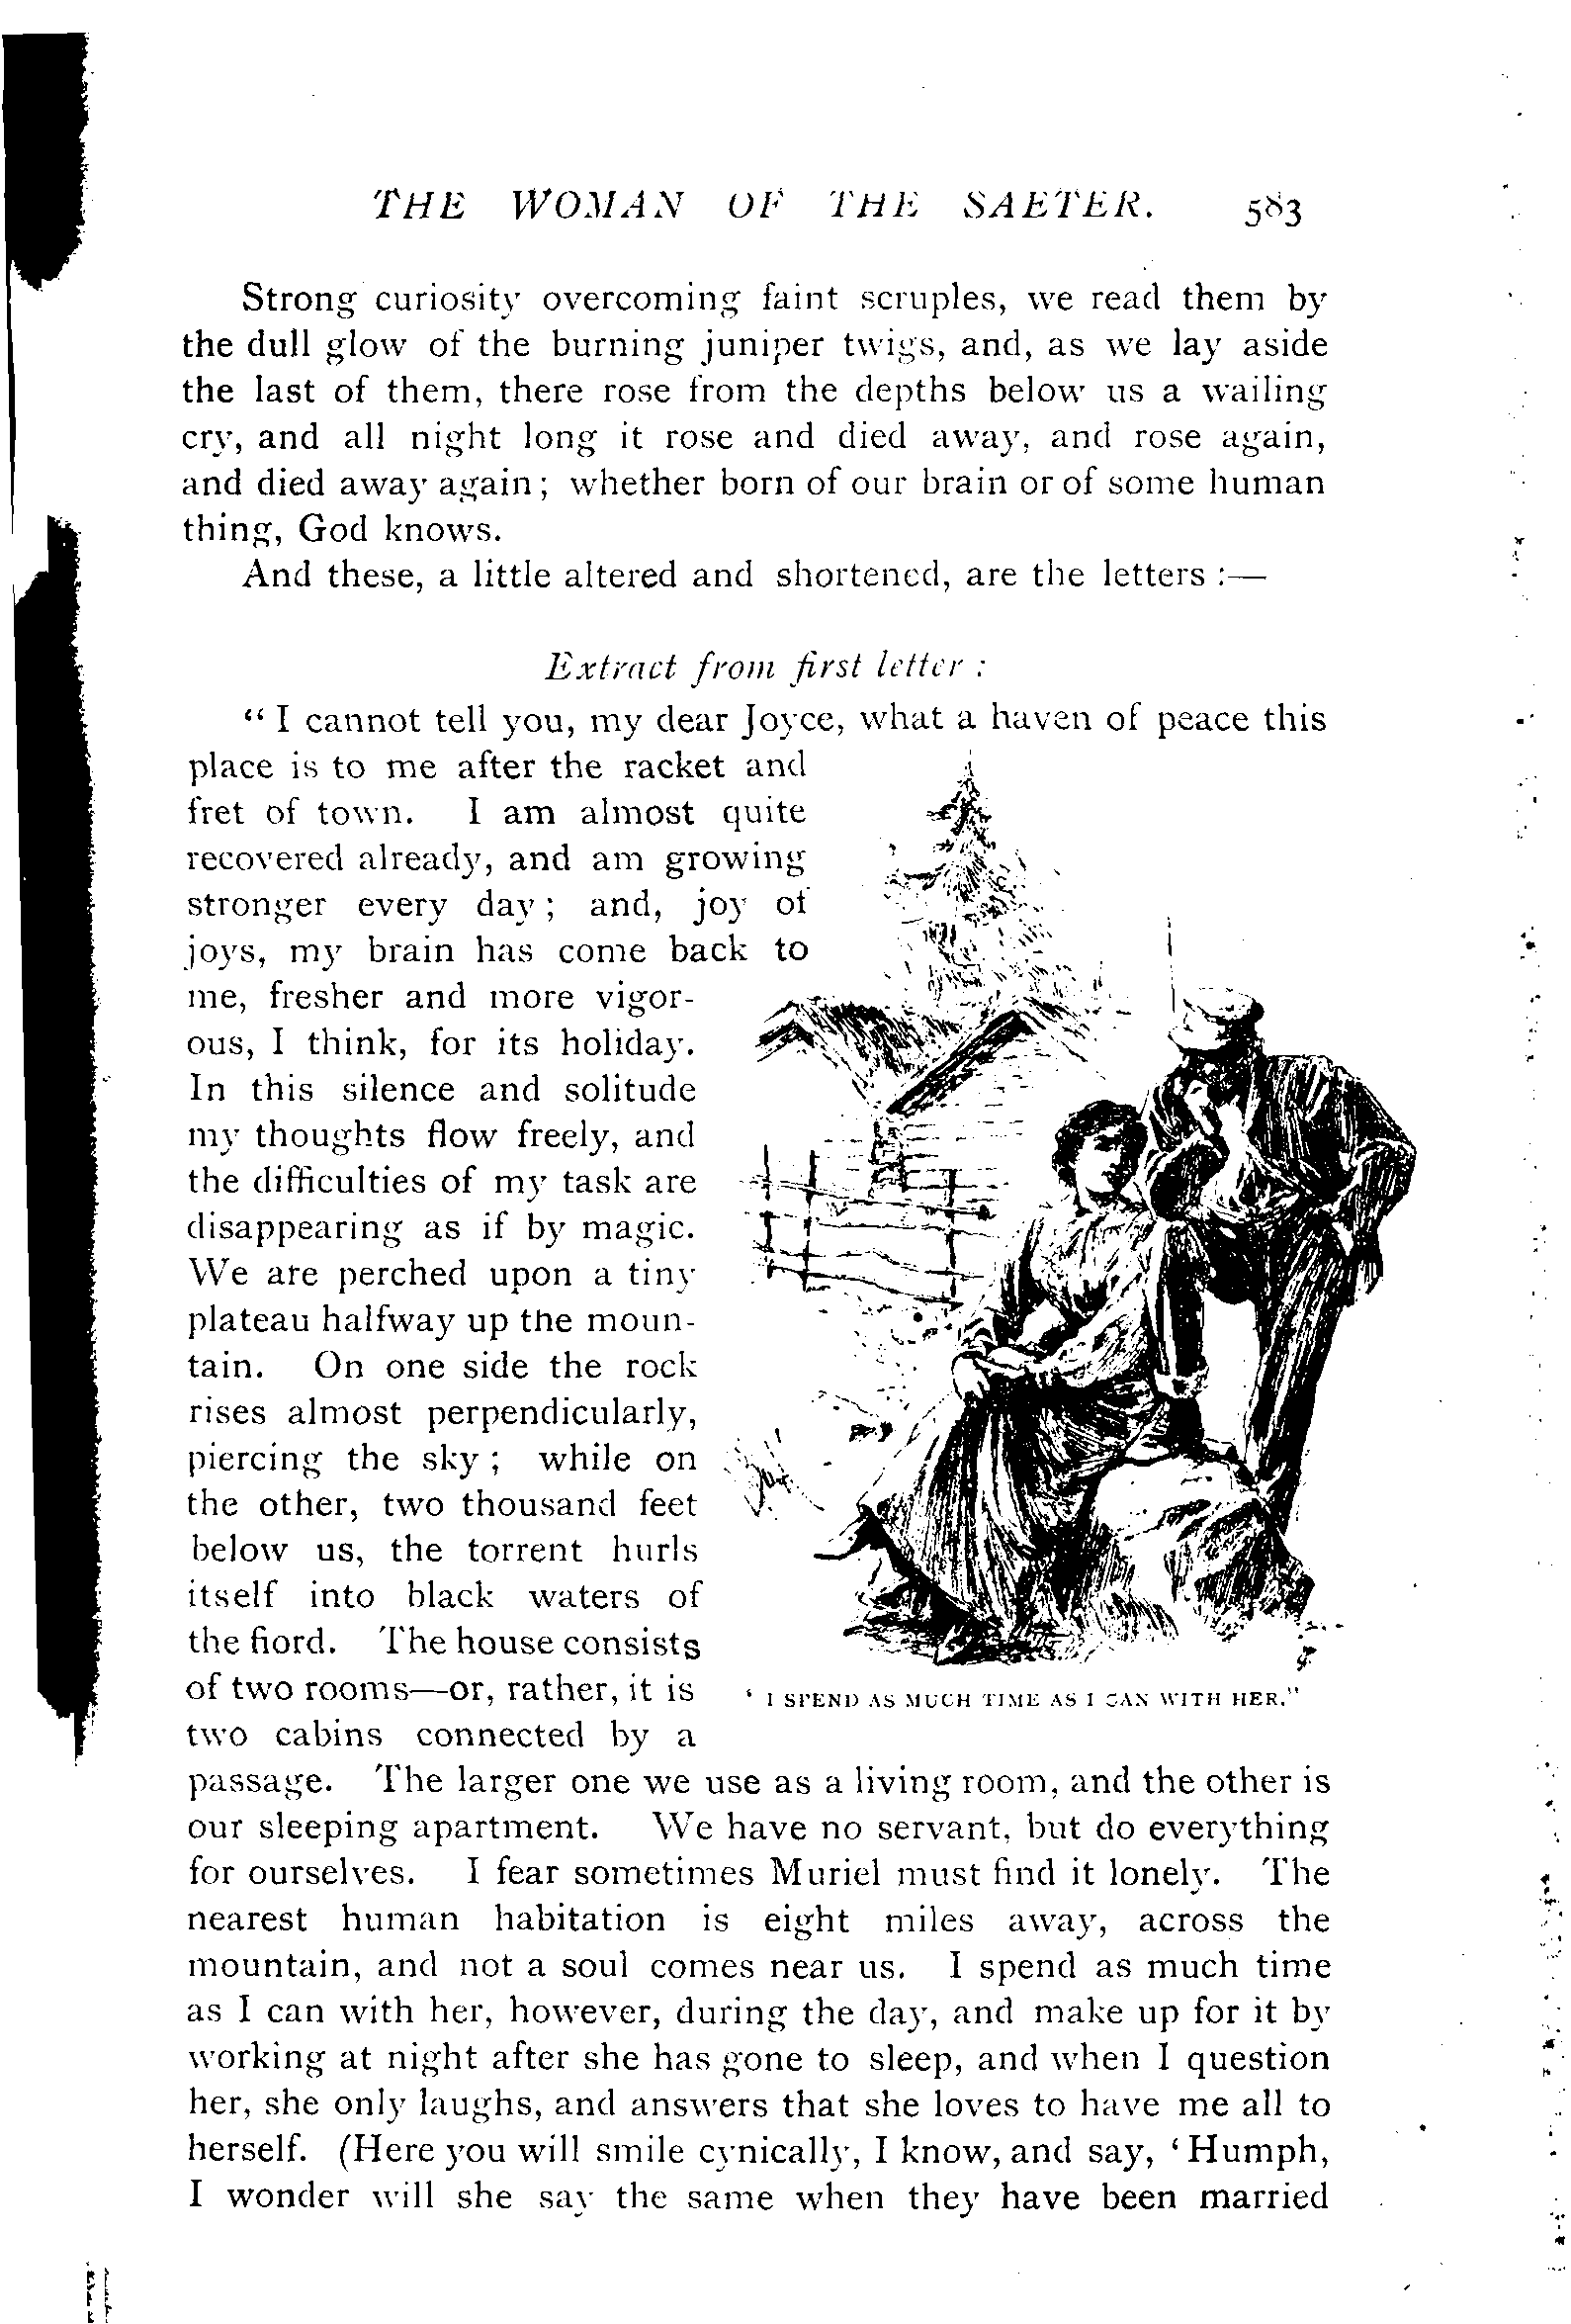 THE WOMAN OF THE SAETER. 583
Strong curiosity overcoming faint scruples, we read them by
the dull glow of the burning juniper twigs, and, as we lay aside
the last of them, there rose from the depths below us a wailing
cry, and all night long it rose and died away, and rose again,
and died away again; whether born of our brain or of some human
thing, God knows.
And these, a little altered and shortened, are the letters :—
Extract from first letter :
“I cannot tell you, my dear Joyce, what a haven of peace this
place is to me after the racket and
fret of town. I am almost quite
recovered already, and am growing
stronger every day; and, joy of
joys, my brain has come back to
me, fresher and more vigor-
ous, I think, for its holiday.
In this silence and solitude
my thoughts flow freely, and
the difficulties of my task are
disappearing as if by magic.
We are perched upon a tiny
plateau halfway up the moun-
tain. On one side the rock
rises almost perpendicularly,
piercing the sky; while on
the other, two thousand feet
below us, the torrent hurls
itself into black waters of
the fiord. The house consists
of two rooms—or, rather, it is
two cabins connected by a
passage. The larger one we use as a living room, and the other is
our sleeping apartment. We have no servant, but do everything
for ourselves. I fear sometimes Muriel must find it lonely. The
nearest human habitation is eight miles away, across the
mountain, and not a soul comes near us. I spend as much time
as I can with her, however, during the day, and make up for it by
working at night after she has gone to sleep, and when I question
her, she only laughs, and answers that she loves to have me all to
herself. (Here you will smile cynically, I know, and say, ‘Humph,
I wonder will she say the same when they have been married
‘I SPEND AS MUCH TIME AS I CAN WITH HER.”